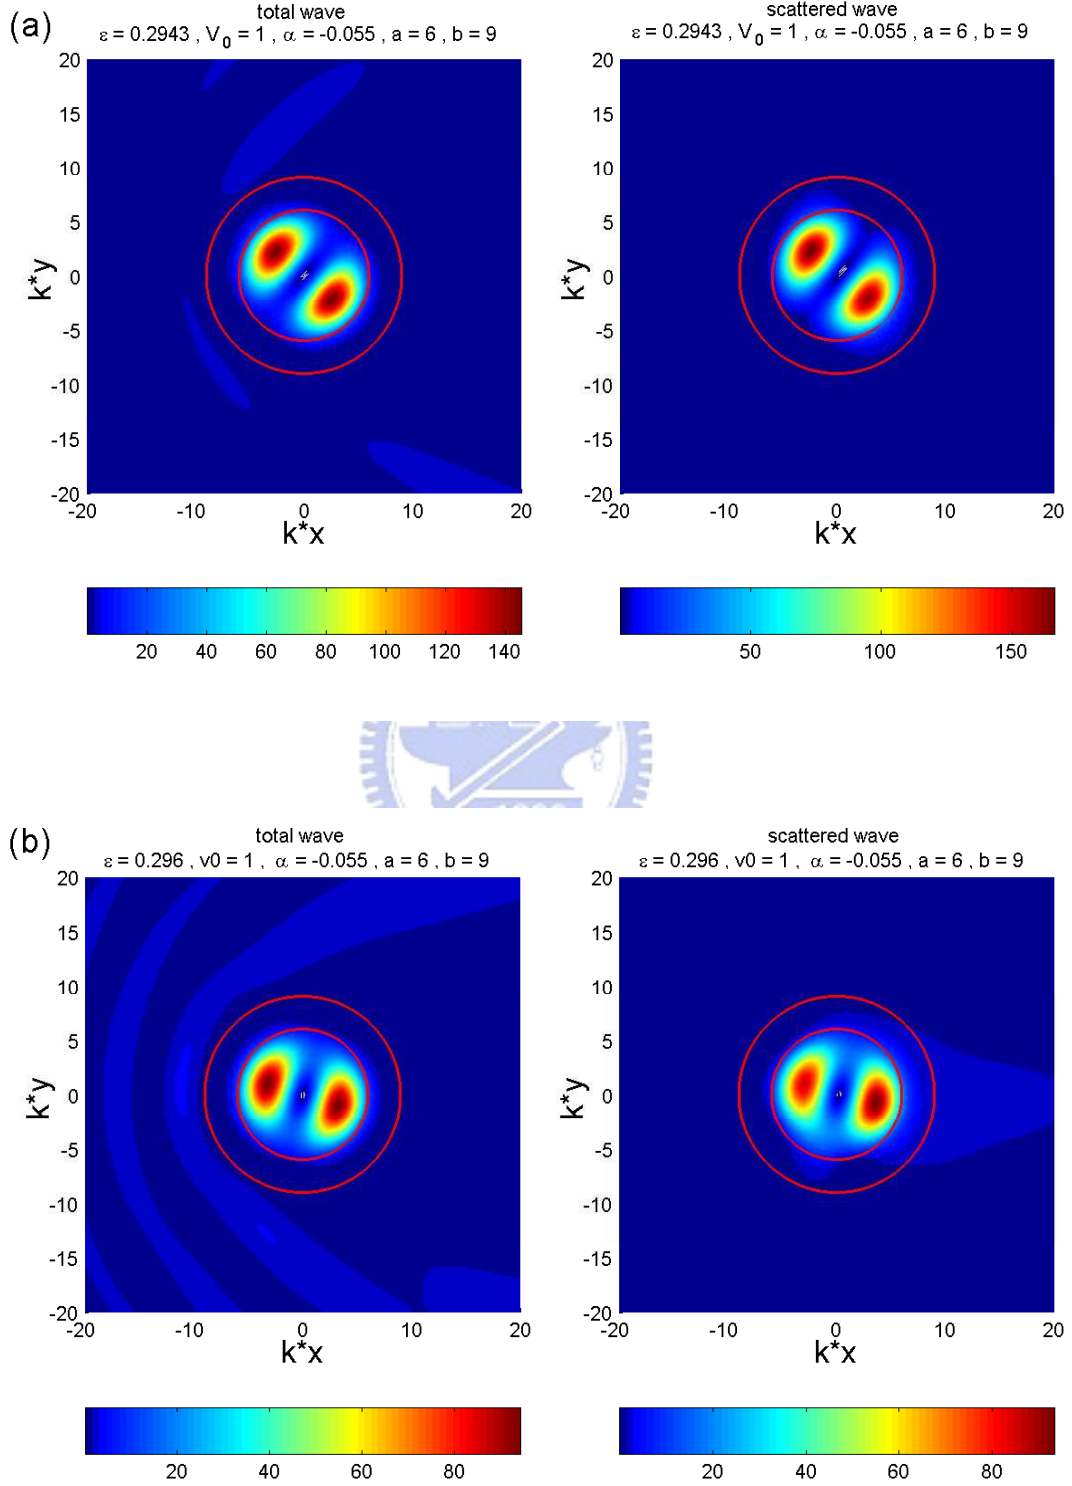 (a)
total wave
ε = 0.2943 , V0 = 1 , α = -0.055 , a = 6 , b = 9
20
15
10
5
0
-5
-10
-15
-20
k*y
-20 -10 0 10 20
k*x
20 40 60 80 100 120 140
scattered wave
ε = 0.2943 , V0 = 1 , α = -0.055 , a = 6 , b = 9
20
15
10
5
0
-5
-10
-15
-20
k*y
-20 -10 0 10 20
k*x
50 100 150
(b)
total wave
ε = 0.296 , v0 = 1 , α = -0.055 , a = 6 , b = 9
20
15
10
5
0
-5
-10
-15
-20
k*y
-20 -10 0 10 20
k*x
20 40 60 80
scattered wave
ε = 0.296 , v0 = 1 , α = -0.055 , a = 6 , b = 9
20
15
10
5
0
-5
-10
-15
-20
k*y
-20 -10 0 10 20
k*x
20 40 60 80